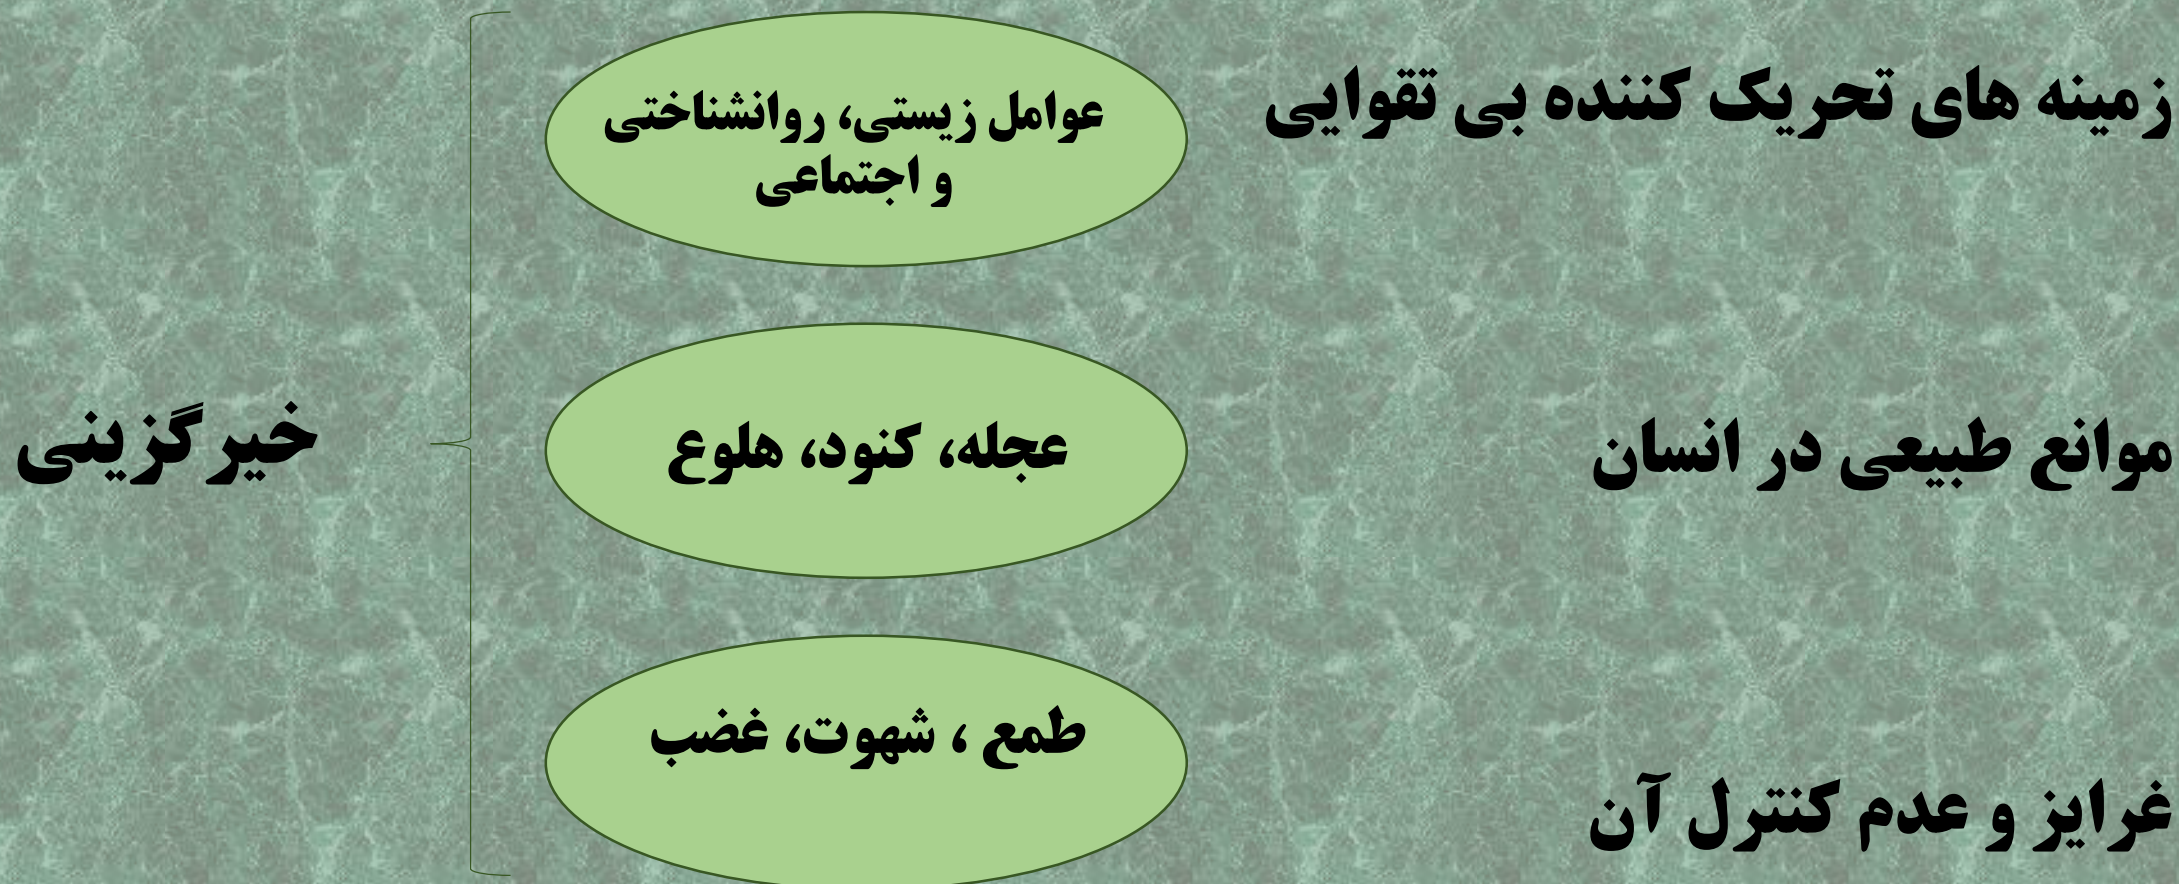 زمینه های تحریک کننده بی تقوایی
عوامل زیستی، روانشناختی
و اجتماعی
موانع طبیعی در انسان
عجله، کنود، هلوع
خیرگزینی
غرایز و عدم کنترل آن
طمع ، شهوت، غضب